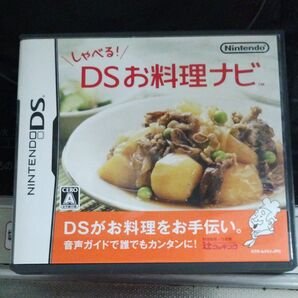 しゃべる!
Nintendo
DSお料理ナビ
TM
NINTENDO DS
CERO
A
DSがお料理をお手伝い。
音声ガイドで誰でもカンタンに!